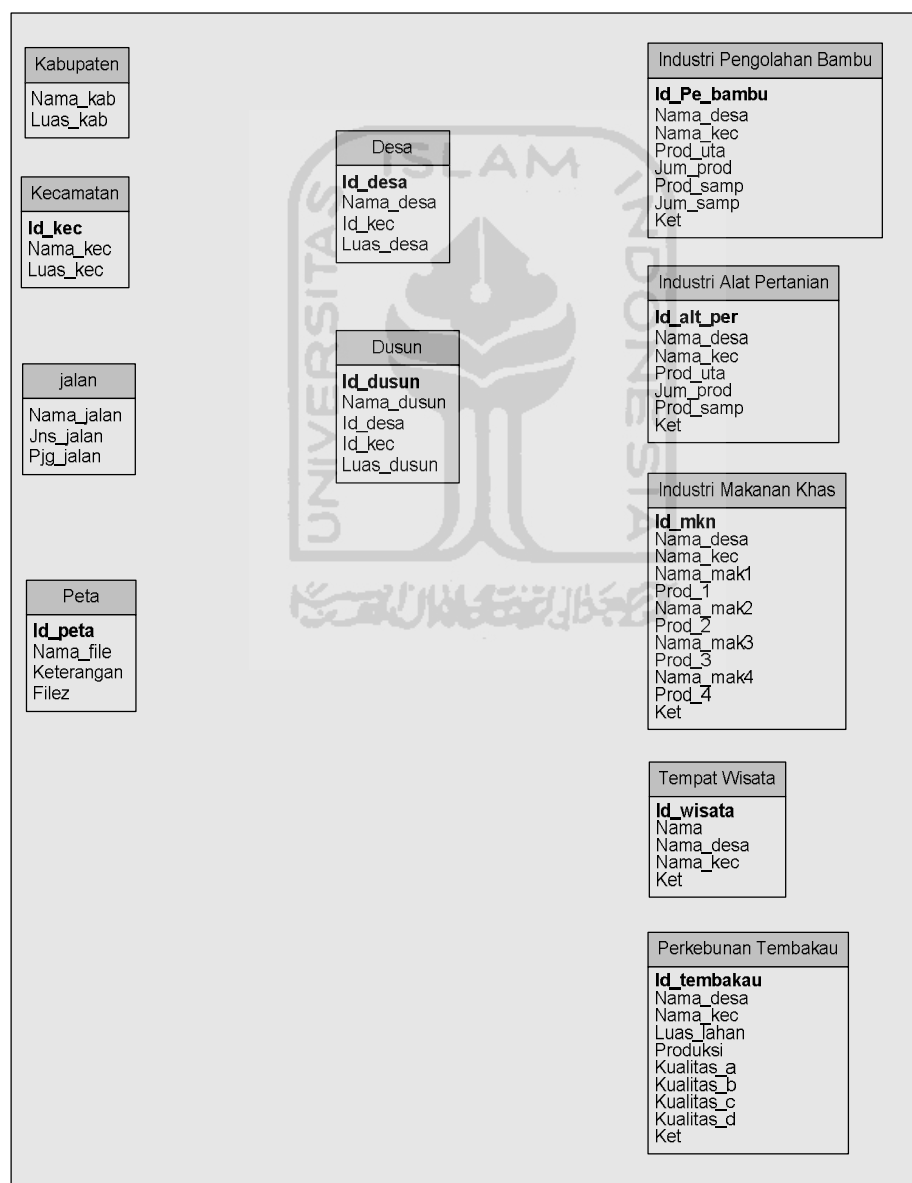 Kabupaten
Nama_kab
Luas_kab
Kecamatan
Id_kec
Nama_kec
Luas_kec
jalan
Nama_jalan
Jns_jalan
Pjg_jalan
Peta
Id_peta
Nama_file
Keterangan
Filez
Desa
Id_desa
Nama_desa
Id_kec
Luas_desa
Dusun
Id_dusun
Nama_dusun
Id_desa
Id_kec
Luas_dusun
Industri Pengolahan Bambu
Id_Pe_bambu
Nama_desa
Nama_kec
Prod_uta
Jum_prod
Prod_samp
Jum_samp
Ket
Industri Alat Pertanian
Id_alt_per
Nama_desa
Nama_kec
Prod_uta
Jum_prod
Prod_samp
Ket
Industri Makanan Khas
Id_mkn
Nama_desa
Nama_kec
Nama_mak1
Prod_1
Nama_mak2
Prod_2
Nama_mak3
Prod_3
Nama_mak4
Prod_4
Ket
Tempat Wisata
Id_wisata
Nama
Nama_desa
Nama_kec
Ket
Perkebunan Tembakau
Id_tembakau
Nama_desa
Nama_kec
Luas_lahan
Produksi
Kualitas_a
Kualitas_b
Kualitas_c
Kualitas_d
Ket
UNIVERSITAS
ISLAM
INDONESIA